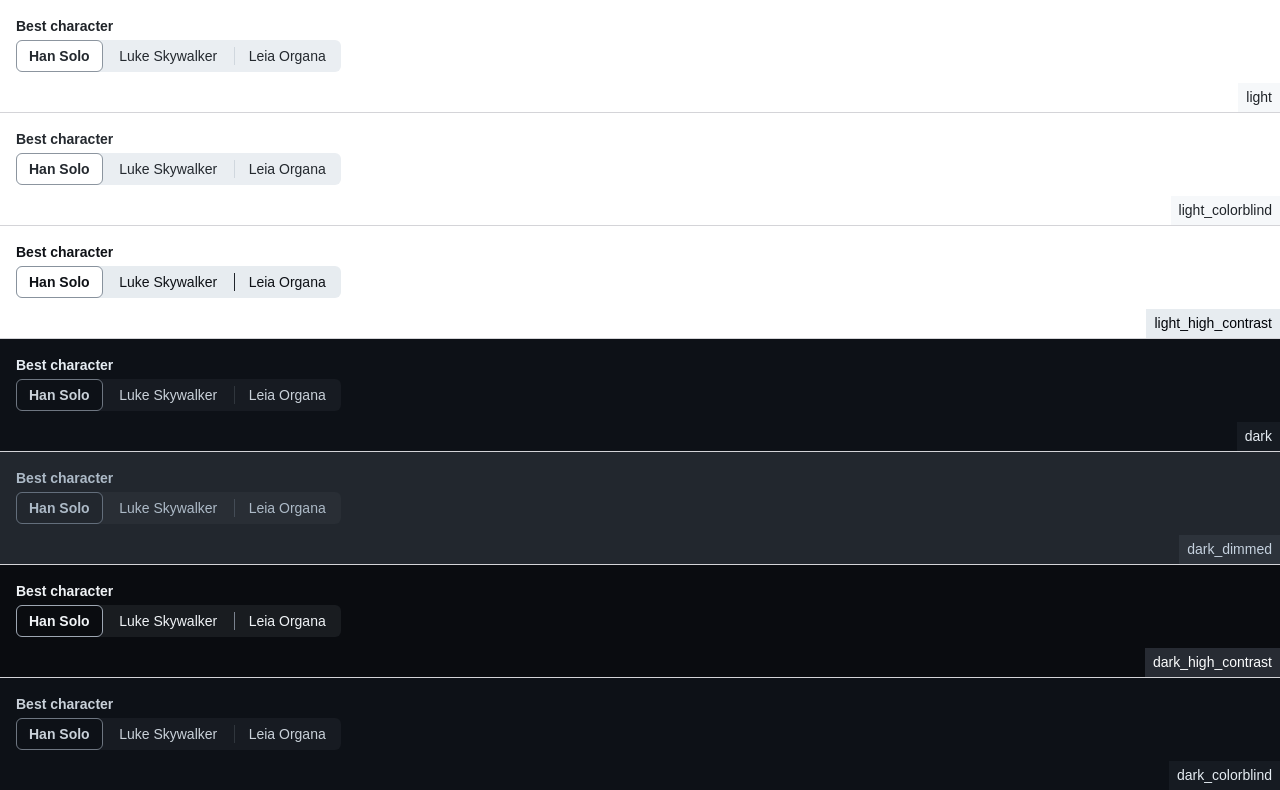 Best character
Han Solo Luke Skywalker Leia Organa
light
Best character
Han Solo Luke Skywalker Leia Organa
light_colorblind
Best character
Han Solo Luke Skywalker Leia Organa
light_high_contrast
Best character
Han Solo Luke Skywalker Leia Organa
dark
Best character
Han Solo Luke Skywalker Leia Organa
dark_dimmed
Best character
Han Solo Luke Skywalker Leia Organa
dark_high_contrast
Best character
Han Solo Luke Skywalker Leia Organa
dark_colorblind